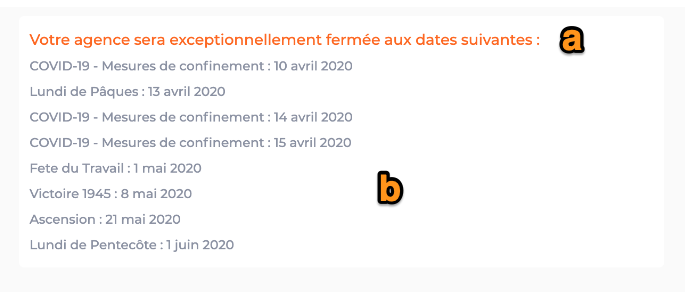 Votre agence sera exceptionnellement fermée aux dates suivantes : a
COVID-19 - Mesures de confinement : 10 avril 2020
Lundi de Pâques : 13 avril 2020
COVID-19 - Mesures de confinement : 14 avril 2020
COVID-19 - Mesures de confinement : 15 avril 2020
Fete du Travail : 1 mai 2020
Victoire 1945 : 8 mai 2020
b
Ascension : 21 mai 2020
Lundi de Pentecôte : 1 juin 2020